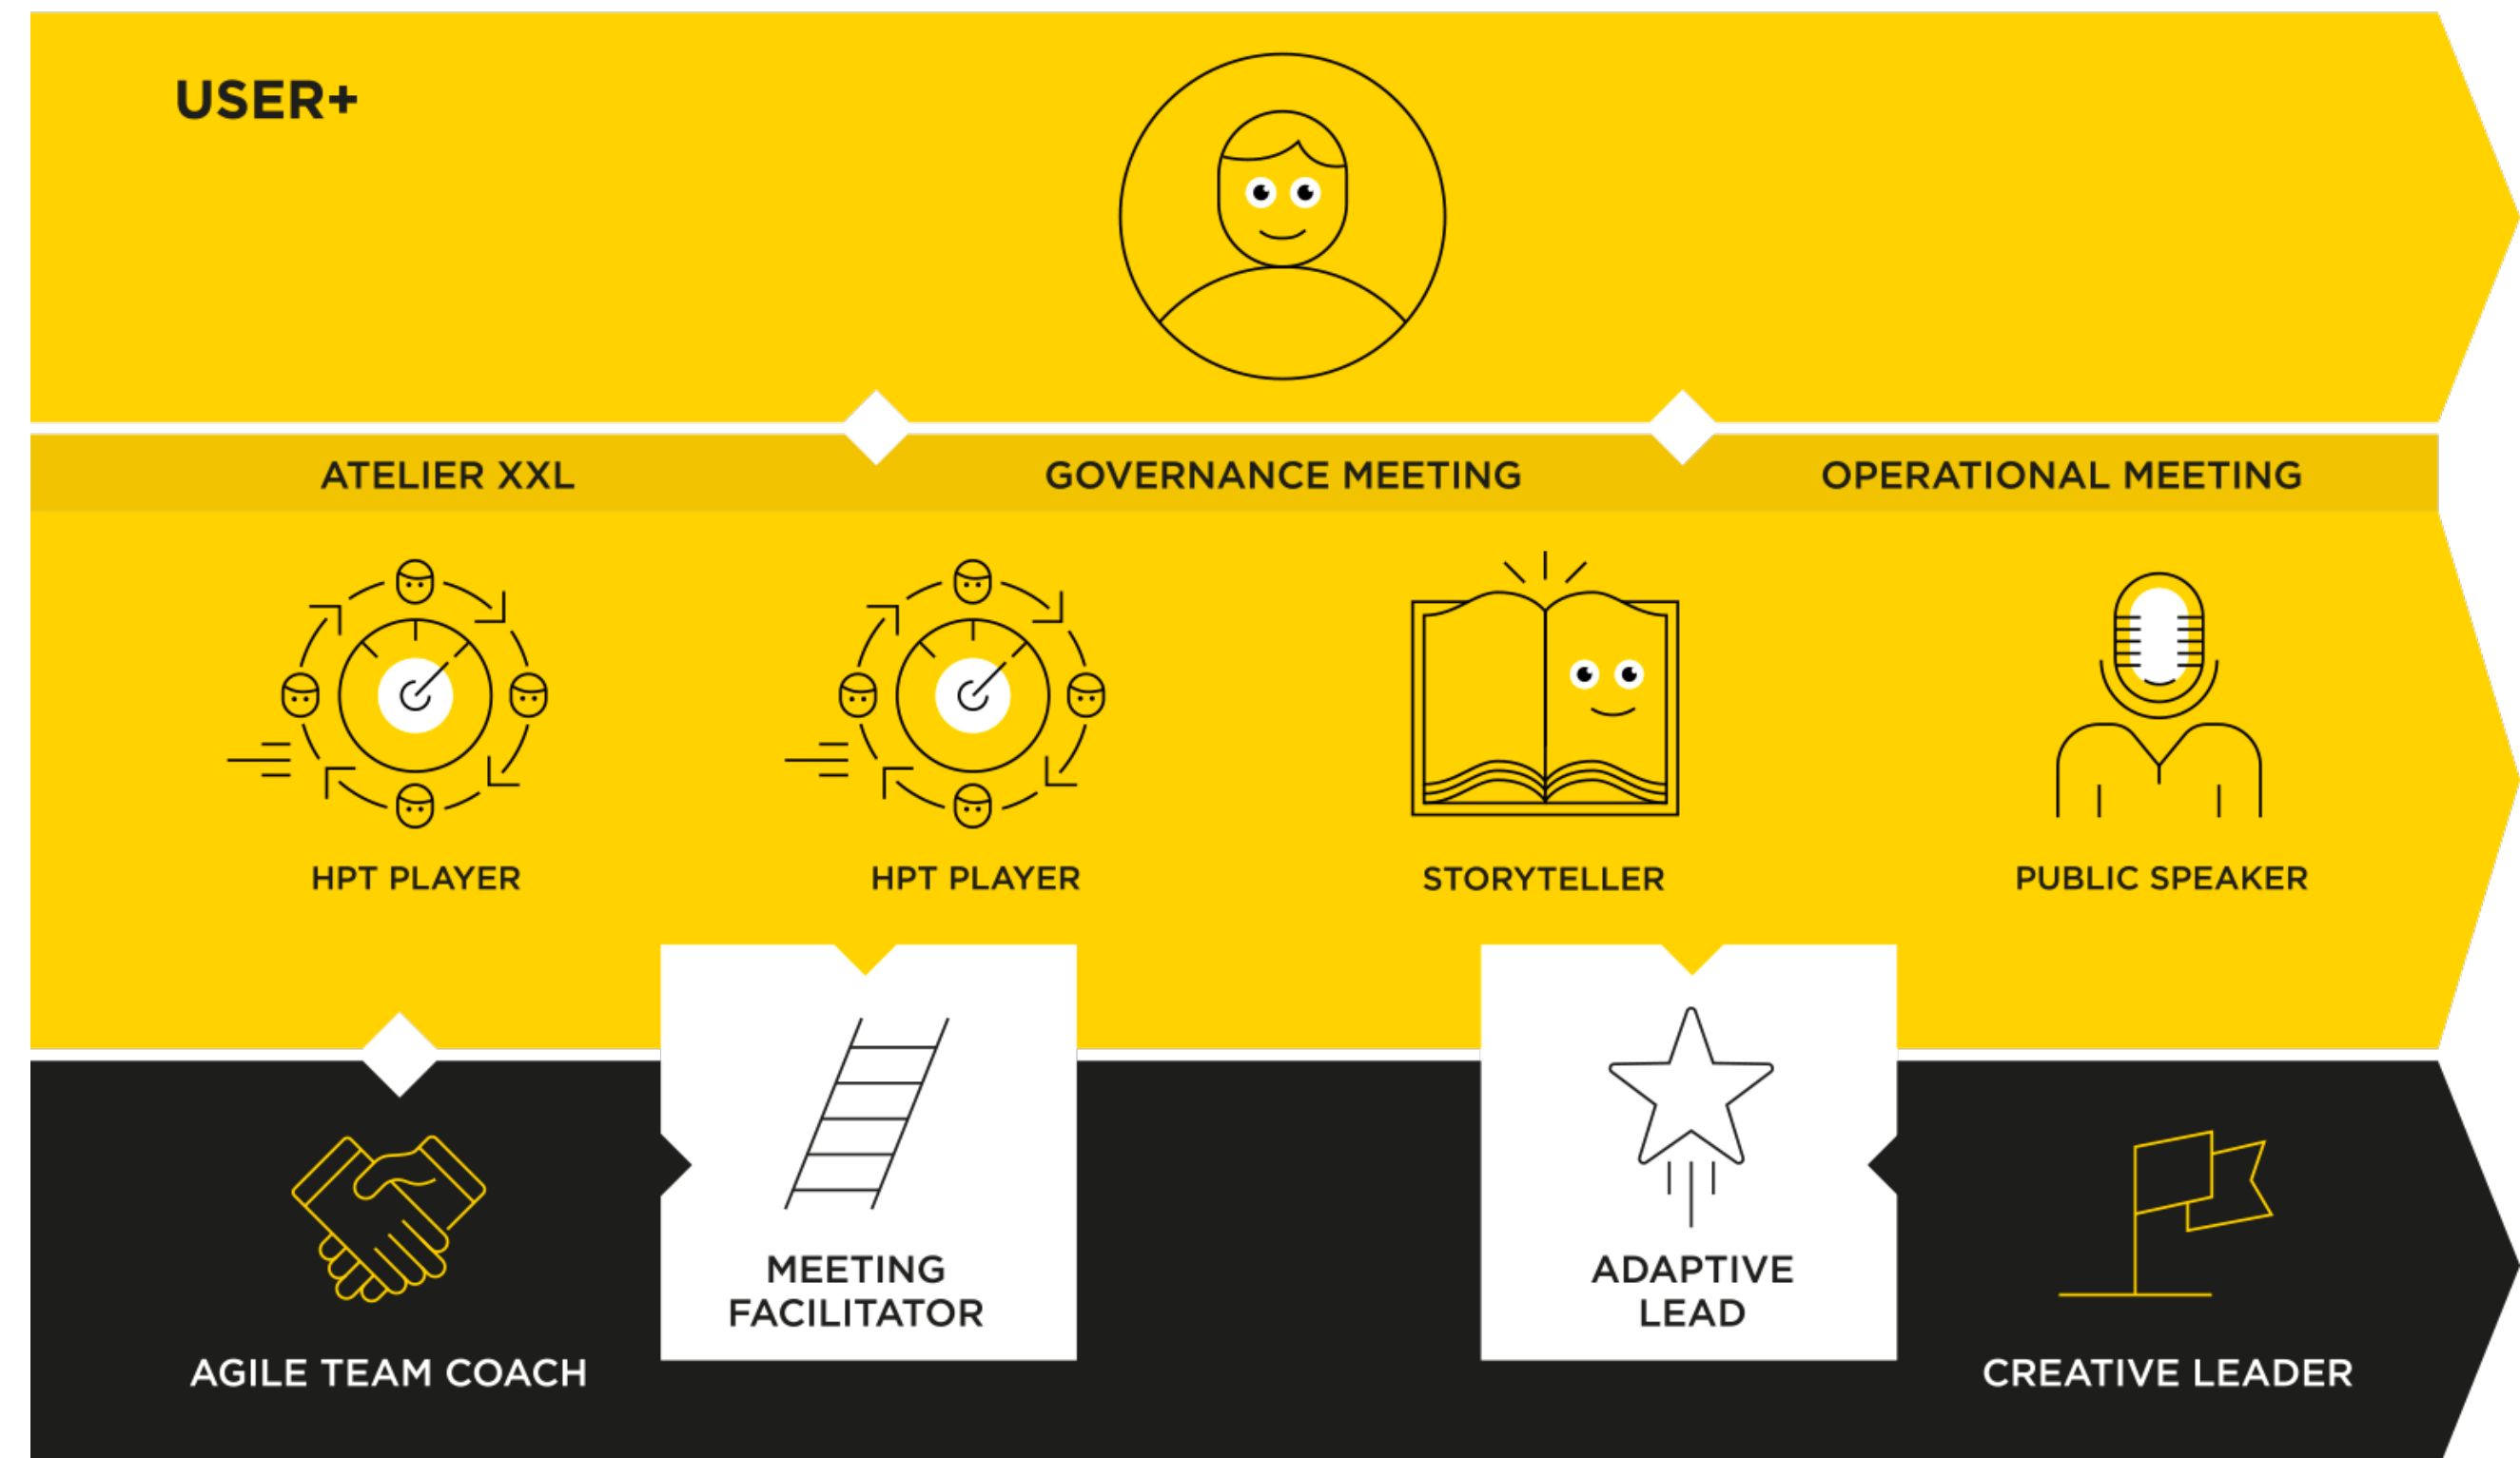 USER+
ATELIER XXL
GOVERNANCE MEETING
OPERATIONAL MEETING
HPT PLAYER
HPT PLAYER
STORYTELLER
PUBLIC SPEAKER
MEETING
FACILITATOR
ADAPTIVE
LEAD
AGILE TEAM COACH
CREATIVE LEADER